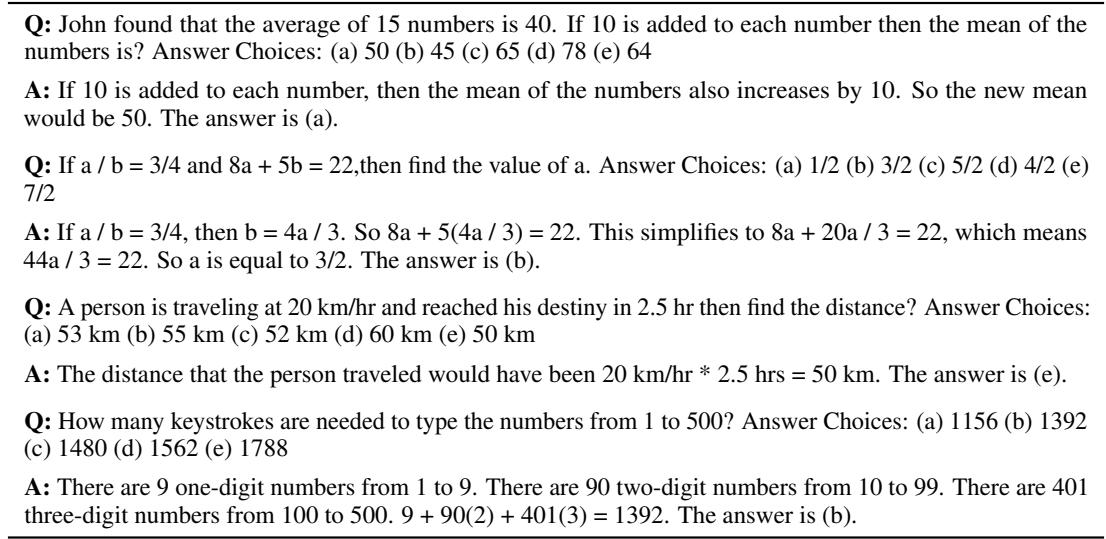 Q: John found that the average of 15 numbers is 40. If 10 is added to each number then the mean of the
numbers is? Answer Choices: (a) 50 (b) 45 (c) 65 (d) 78 (e) 64
A: If 10 is added to each number, then the mean of the numbers also increases by 10. So the new mean
would be 50. The answer is (a).
Q: If a / b = 3/4 and 8a + 5b = 22,then find the value of a. Answer Choices: (a) 1/2 (b) 3/2 (c) 5/2 (d) 4/2 (e)
7/2
A: If a / b = 3/4, then b = 4a / 3. So 8a + 5(4a / 3) = 22. This simplifies to 8a + 20a / 3 = 22, which means
44a / 3 = 22. So a is equal to 3/2. The answer is (b).
Q: A person is traveling at 20 km/hr and reached his destiny in 2.5 hr then find the distance? Answer Choices:
(a) 53 km (b) 55 km (c) 52 km (d) 60 km (e) 50 km
A: The distance that the person traveled would have been 20 km/hr * 2.5 hrs = 50 km. The answer is (e).
Q: How many keystrokes are needed to type the numbers from 1 to 500? Answer Choices: (a) 1156 (b) 1392
(c) 1480 (d) 1562 (e) 1788
A: There are 9 one-digit numbers from 1 to 9. There are 90 two-digit numbers from 10 to 99. There are 401
three-digit numbers from 100 to 500. 9 + 90(2) + 401(3) = 1392. The answer is (b).